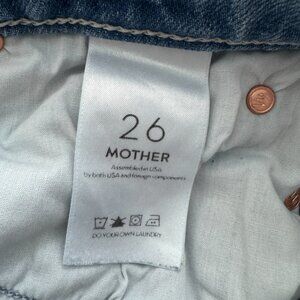 26
MOTHER
Assembled in USA
by both USA and foreign components
DO YOUR OWN LAUNDRY